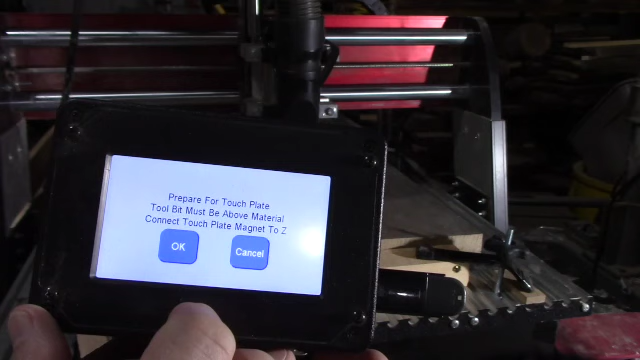 Prepare For Touch Plate
Tool Bit Must Be Above Material
Connect Touch Plate Magnet To Z
OK
Cancel